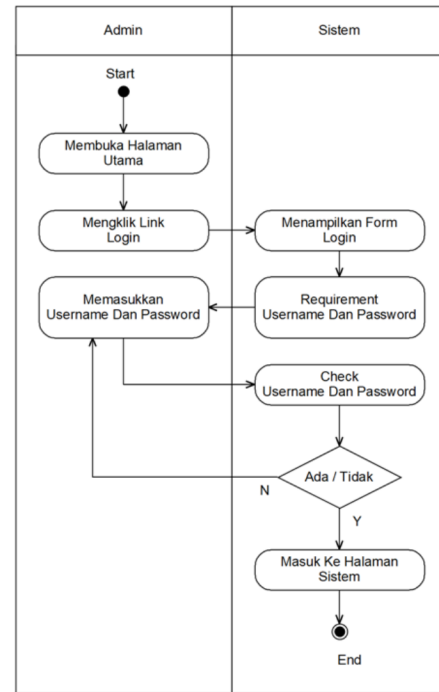 Admin
Sistem
Start
Membuka Halaman
Utama
Mengklik Link
Login
Menampilkan Form
Login
Memasukkan
Username Dan Password
Requirement
Username Dan Password
Check
Username Dan Password
Ada / Tidak
N
Y
Masuk Ke Halaman
Sistem
End